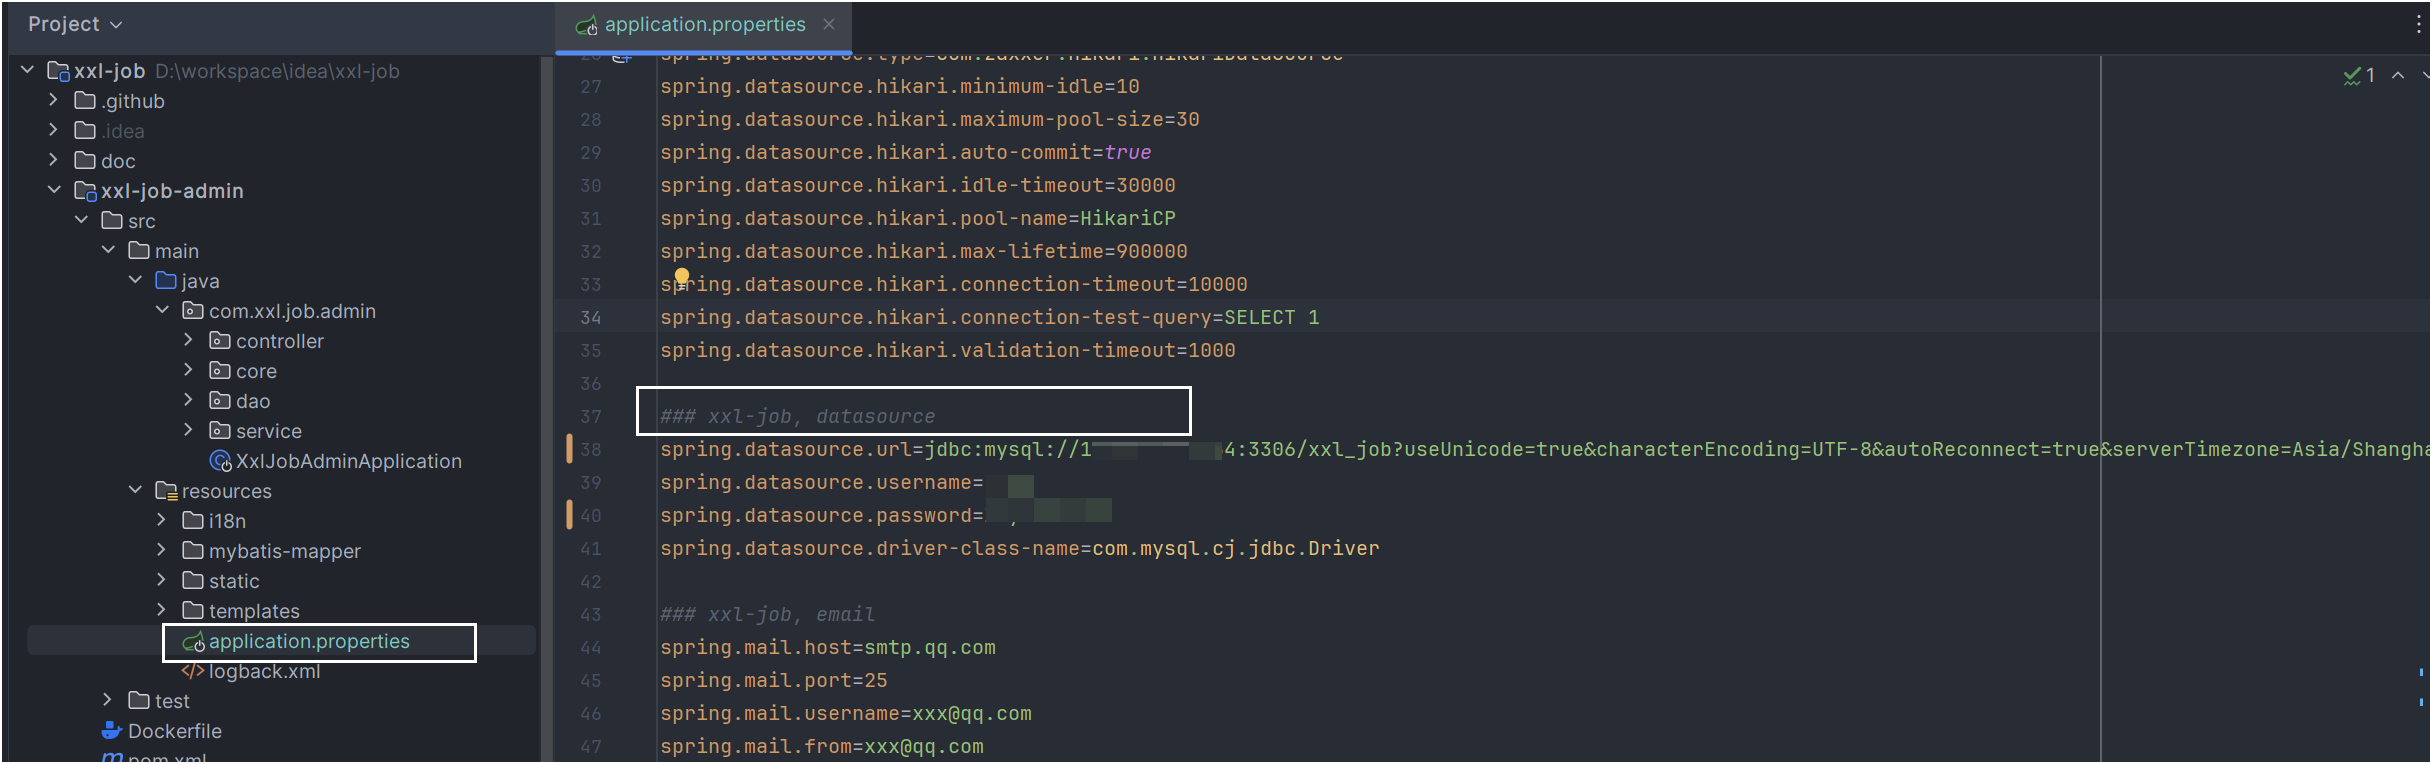 Project
application.properties
xxl-job D:\workspace\idea\xxl-job
.github
.idea
doc
xxl-job-admin
src
main
java
com.xxl.job.admin
controller
core
dao
service
XxlJobAdminApplication
resources
i18n
mybatis-mapper
static
templates
application.properties
logback.xml
test
Dockerfile
pom.xml
26 spring.datasource.type=com.zaxxer.hikari.HikariDataSource
1
27 spring.datasource.hikari.minimum-idle=10
28 spring.datasource.hikari.maximum-pool-size=30
29 spring.datasource.hikari.auto-commit=true
30 spring.datasource.hikari.idle-timeout=30000
31 spring.datasource.hikari.pool-name=HikariCP
32 spring.datasource.hikari.max-lifetime=900000
33 spring.datasource.hikari.connection-timeout=10000
34 spring.datasource.hikari.connection-test-query=SELECT 1
35 spring.datasource.hikari.validation-timeout=1000
36
37 ### xxl-job, datasource
38 spring.datasource.url=jdbc:mysql://1 4:3306/xxl_job?useUnicode=true&characterEncoding=UTF-8&autoReconnect=true&serverTimezone=Asia/Shangha
39 spring.datasource.username=
40 spring.datasource.password=
41 spring.datasource.driver-class-name=com.mysql.cj.jdbc.Driver
42
43 ### xxl-job, email
44 spring.mail.host=smtp.qq.com
45 spring.mail.port=25
46 spring.mail.username=xxx@qq.com
47 spring.mail.from=xxx@qq.com